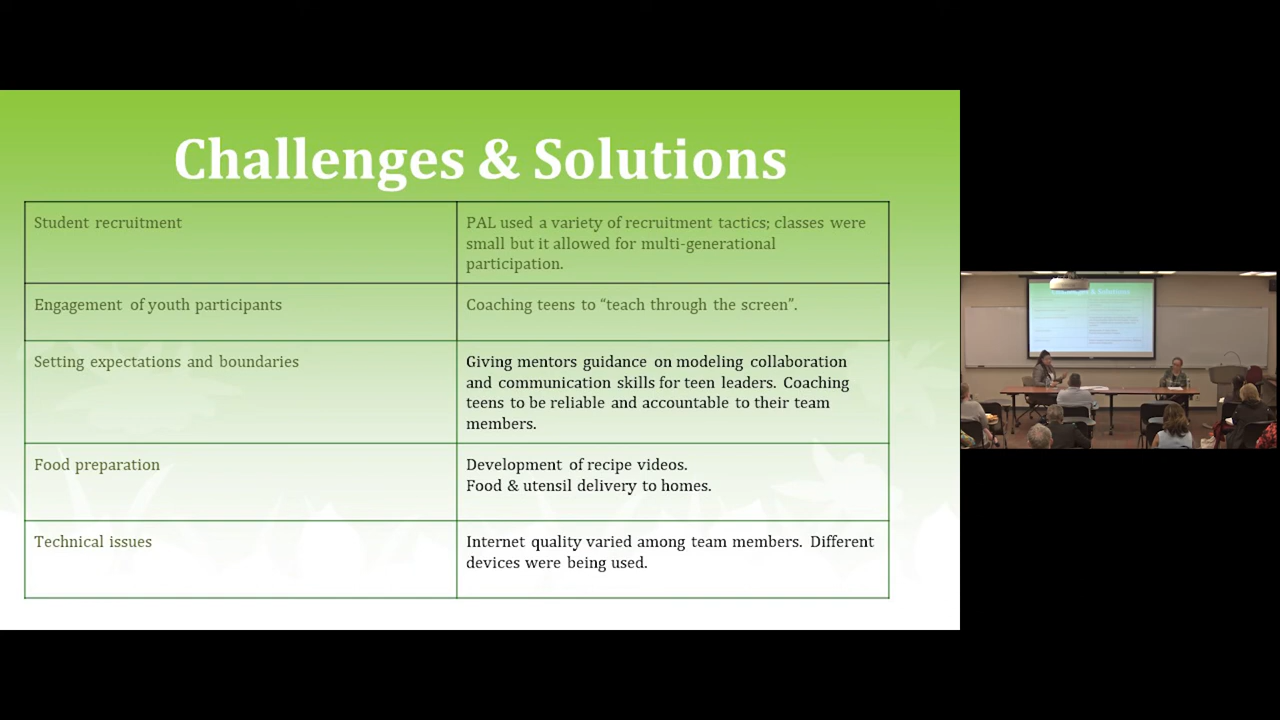 Challenges & Solutions
Student recruitment
PAL used a variety of recruitment tactics; classes were
small but it allowed for multi-generational
participation.
Engagement of youth participants
Coaching teens to “teach through the screen”.
Setting expectations and boundaries
Giving mentors guidance on modeling collaboration
and communication skills for teen leaders. Coaching
teens to be reliable and accountable to their team
members.
Food preparation
Development of recipe videos.
Food & utensil delivery to homes.
Technical issues
Internet quality varied among team members. Different
devices were being used.
Challenges & Solutions